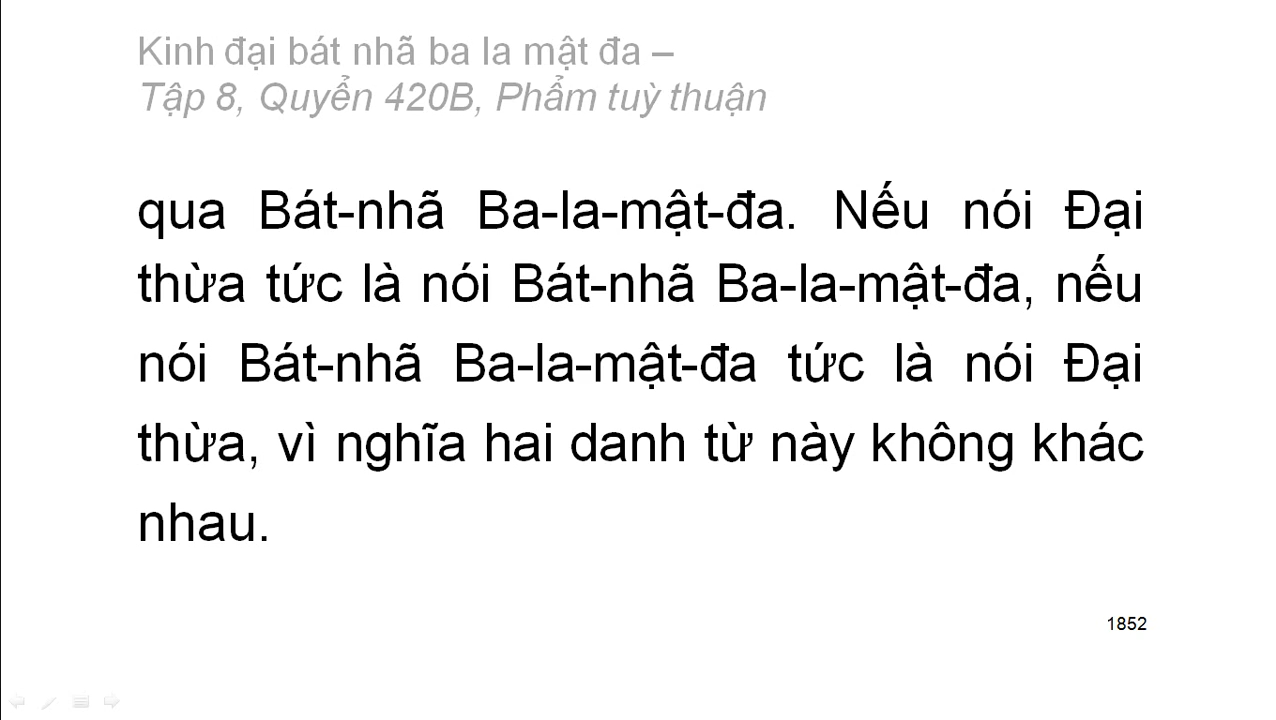 Kinh đại bát nhã ba la mật đa –
Tập 8, Quyển 420B, Phẩm tuỳ thuận
qua Bát-nhã Ba-la-mật-đa. Nếu nói Đại
thừa tức là nói Bát-nhã Ba-la-mật-đa, nếu
nói Bát-nhã Ba-la-mật-đa tức là nói Đại
thừa, vì nghĩa hai danh từ này không khác
nhau.
1852